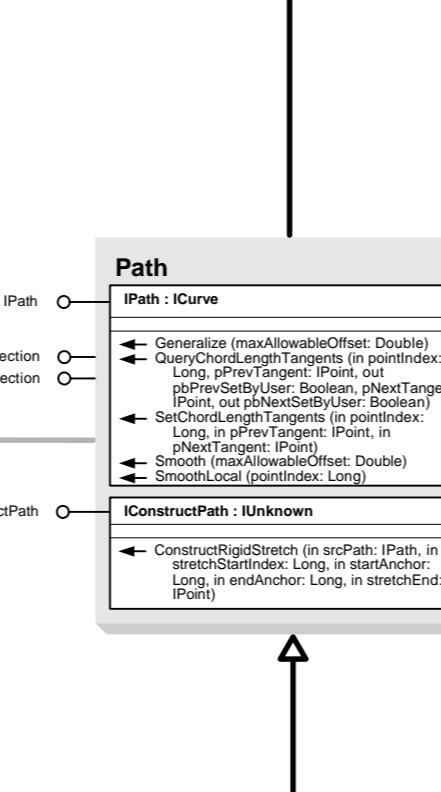 Path
IPath
IPath : ICurve
Generalize (maxAllowableOffset: Double)
ection
QueryChordLengthTangents (in pointIndex:
Long, pPrevTangent: IPoint, out
ection
pbPrevSetByUser: Boolean, pNextTange
IPoint, out pbNextSetByUser: Boolean)
SetChordLengthTangents (in pointIndex:
Long, in pPrevTangent: IPoint, in
pNextTangent: IPoint)
Smooth (maxAllowableOffset: Double)
SmoothLocal (pointIndex: Long)
ctPath
IConstructPath : IUnknown
ConstructRigidStretch (in srcPath: IPath, in
stretchStartIndex: Long, in startAnchor:
Long, in endAnchor: Long, in stretchEnd:
IPoint)